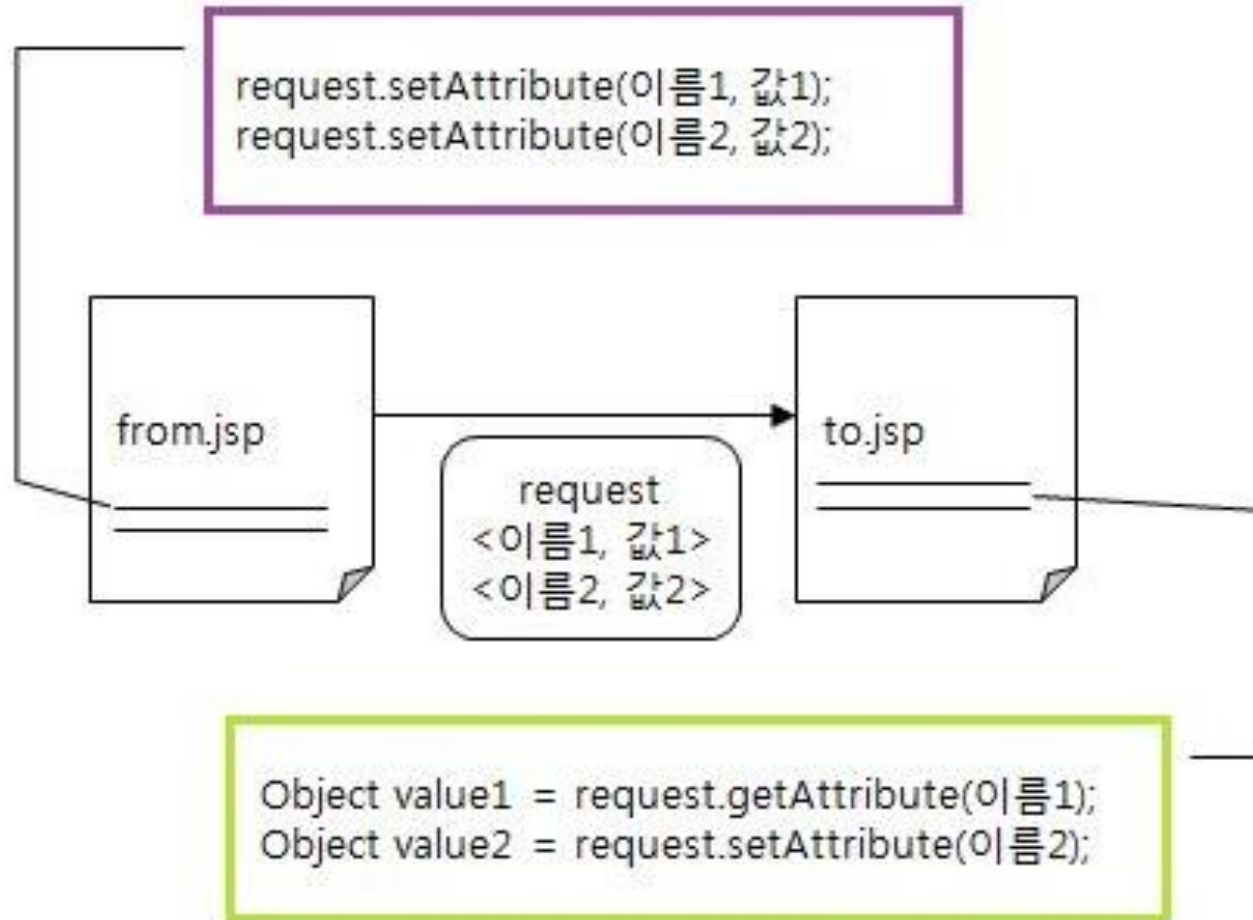 request.setAttribute(이름1, 값1);
request.setAttribute(이름2, 값2);
from.jsp
to.jsp
request
<이름1, 값1>
<이름2, 값2>
Object value1 = request.getAttribute(이름1);
Object value2 = request.setAttribute(이름2);